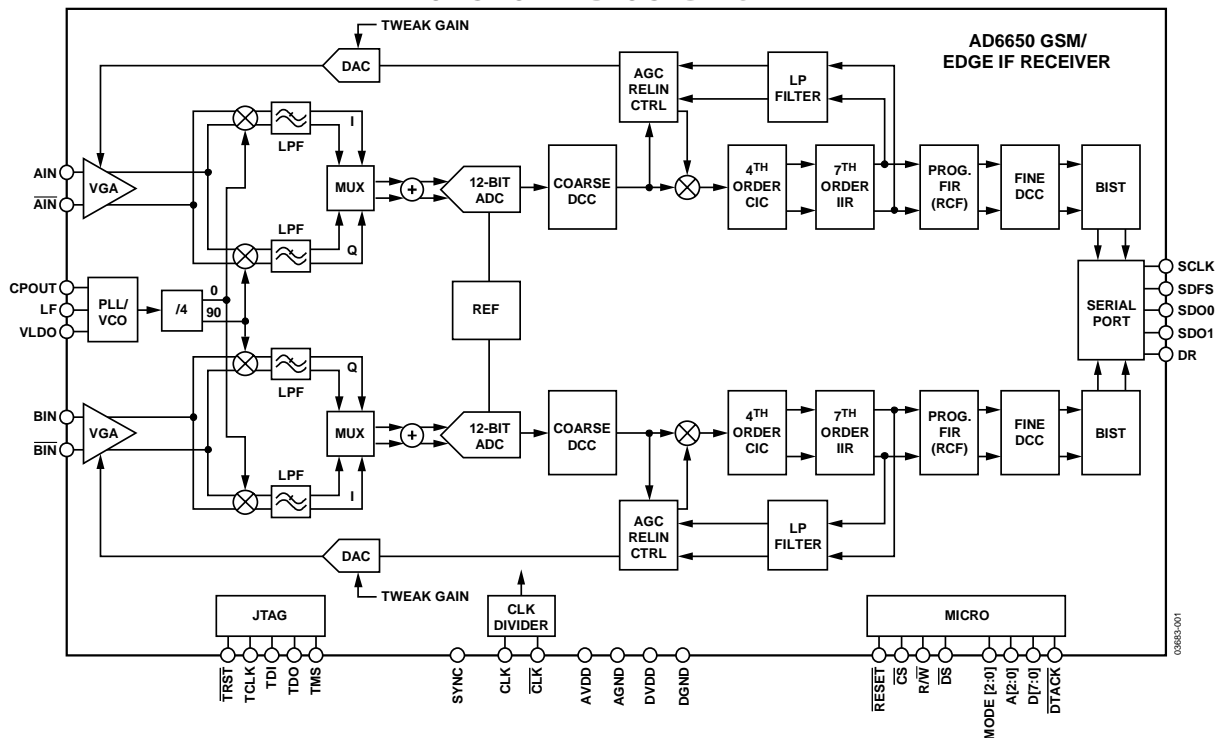 TWEAK GAIN
AD6650 GSM/
EDGE IF RECEIVER
DAC
AGC
RELIN
CTRL
LP
FILTER
I
LPF
AIN
AIN
VGA
MUX
12-BIT
ADC
COARSE
DCC
4TH
ORDER
CIC
7TH
ORDER
IIR
PROG.
FIR
(RCF)
FINE
DCC
BIST
LPF
Q
CPOUT
LF
VLDO
PLL/
VCO
/4
0
90
REF
SERIAL
PORT
SCLK
SDFS
SDO0
SDO1
DR
Q
LPF
BIN
BIN
VGA
MUX
12-BIT
ADC
COARSE
DCC
4TH
ORDER
CIC
7TH
ORDER
IIR
PROG.
FIR
(RCF)
FINE
DCC
BIST
LPF
I
AGC
RELIN
CTRL
LP
FILTER
DAC
TWEAK GAIN
JTAG
CLK
DIVIDER
MICRO
TRST
TCLK
TDI
TDO
TMS
SYNC
CLK
CLK
AVDD
AGND
DVDD
DGND
RESET
CS
R/W
DS
MODE [2:0]
A[2:0]
D[7:0]
DTACK
03683-001